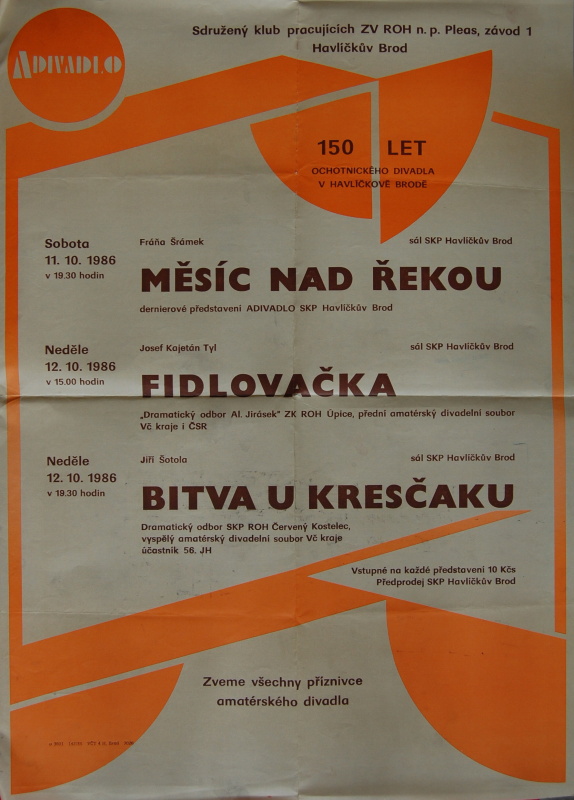 ADIVADLO
Sdružený klub pracujících ZV ROH n. p. Pleas, závod 1
Havlíčkův Brod
150 LET
OCHOTNICKÉHO DIVADLA
V HAVLÍČKOVĚ BRODĚ
Sobota
11. 10. 1986
v 19.30 hodin
Fráňa Šrámek
sál SKP Havlíčkův Brod
MĚSÍC NAD ŘEKOU
dernierové představení ADIVADLO SKP Havlíčkův Brod
Neděle
12. 10. 1986
v 15.00 hodin
Josef Kajetán Tyl
sál SKP Havlíčkův Brod
FIDLOVAČKA
„Dramatický odbor Al. Jirásek" ZK ROH Úpice, přední amatérský divadelní soubor
Vč kraje i ČSR
Neděle
12. 10. 1986
v 19.30 hodin
Jiří Šotola
sál SKP Havlíčkův Brod
BITVA U KRESČAKU
Dramatický odbor SKP ROH Červený Kostelec,
vyspělý amatérský divadelní soubor Vč kraje
účastník 56. JH
Vstupné na každé představení 10 Kčs
Předprodej SKP Havlíčkův Brod
Zveme všechny příznivce
amatérského divadla